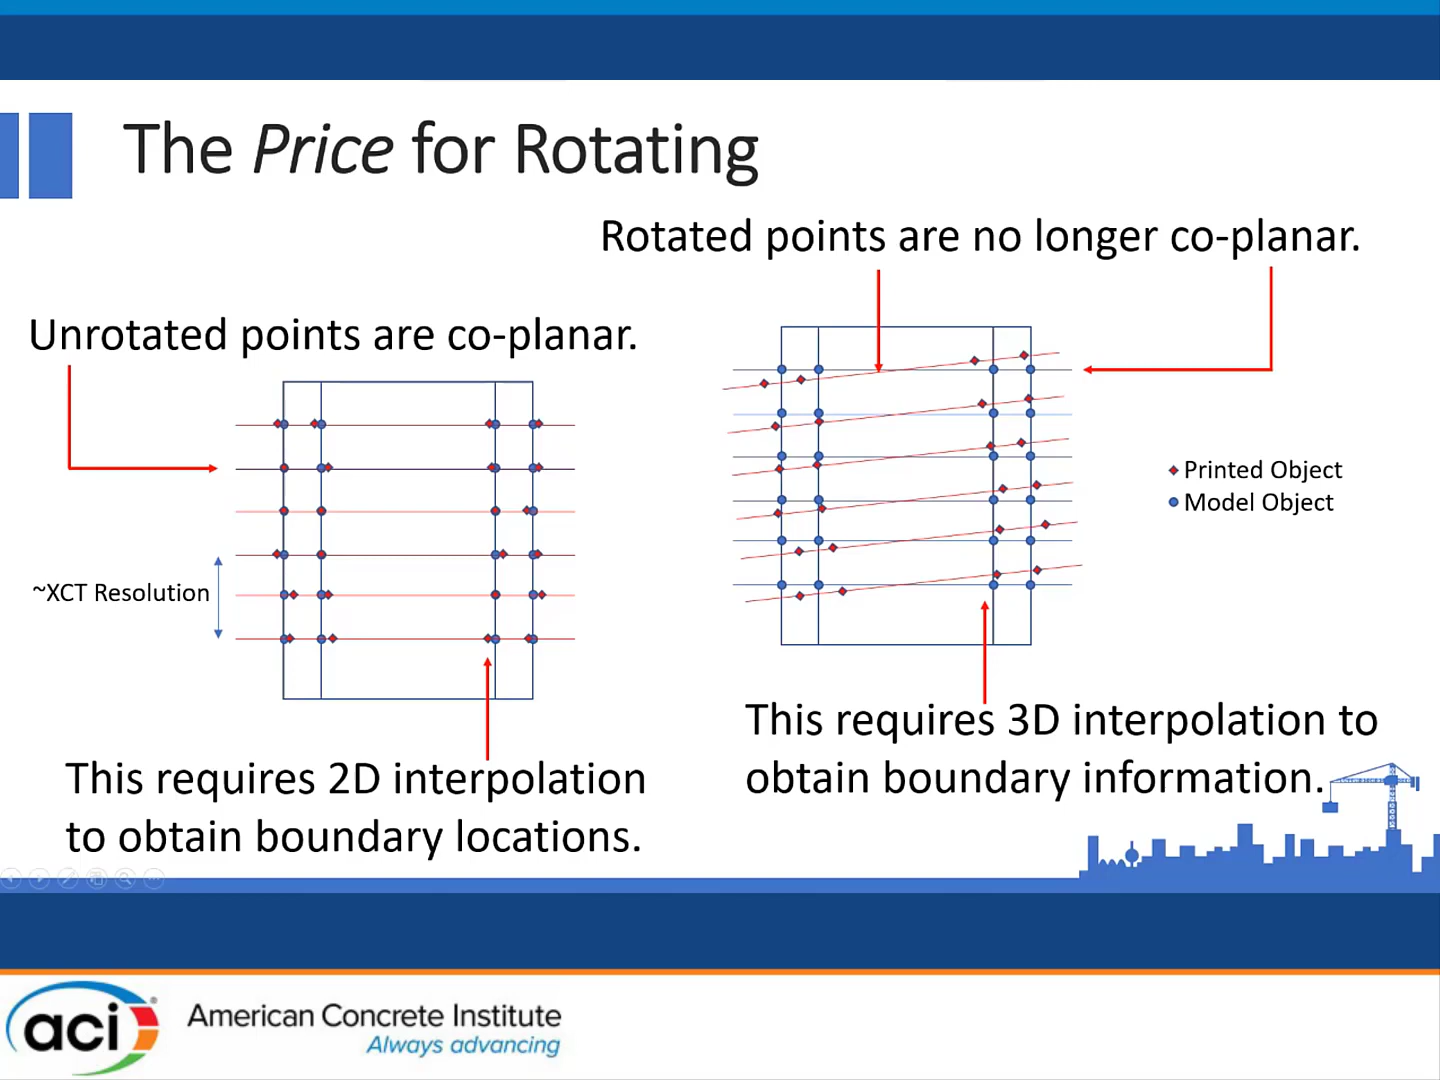 The Price for Rotating
Rotated points are no longer co-planar.
Unrotated points are co-planar.
~XCT Resolution
Printed Object
Model Object
This requires 2D interpolation
to obtain boundary locations.
This requires 3D interpolation to
obtain boundary information.
aci
American Concrete Institute
Always advancing